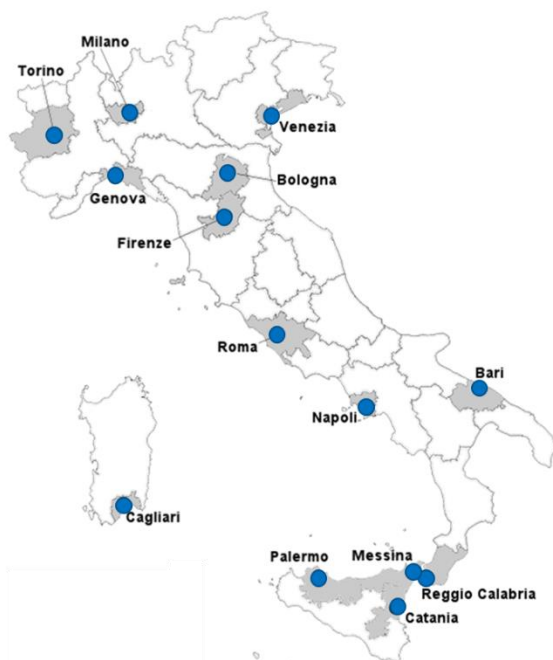 Milano
Torino
Venezia
Bologna
Genova
Firenze
Roma
Bari
Napoli
Cagliari
Palermo
Messina
Reggio Calabria
Catania